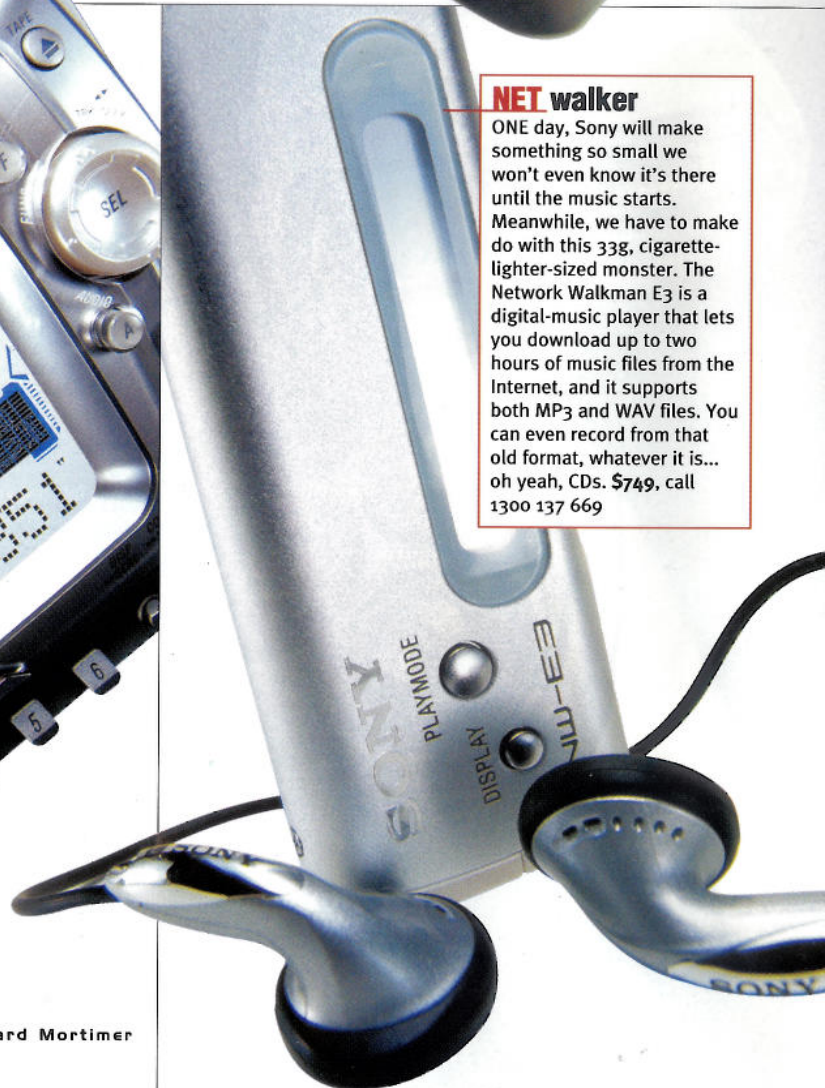 TAPE
SEL
AUDIO
A
F
351
5
6
NET walker
ONE day, Sony will make
something so small we
won't even know it's there
until the music starts.
Meanwhile, we have to make
do with this 33g, cigarette-
lighter-sized monster. The
Network Walkman E3 is a
digital-music player that lets
you download up to two
hours of music files from the
Internet, and it supports
both MP3 and WAV files. You
can even record from that
old format, whatever it is...
oh yeah, CDs. $749, call
1300 137 669
PLAYMODE
DISPLAY
NW-E3
SONY
SONY
SONY
ard Mortimer